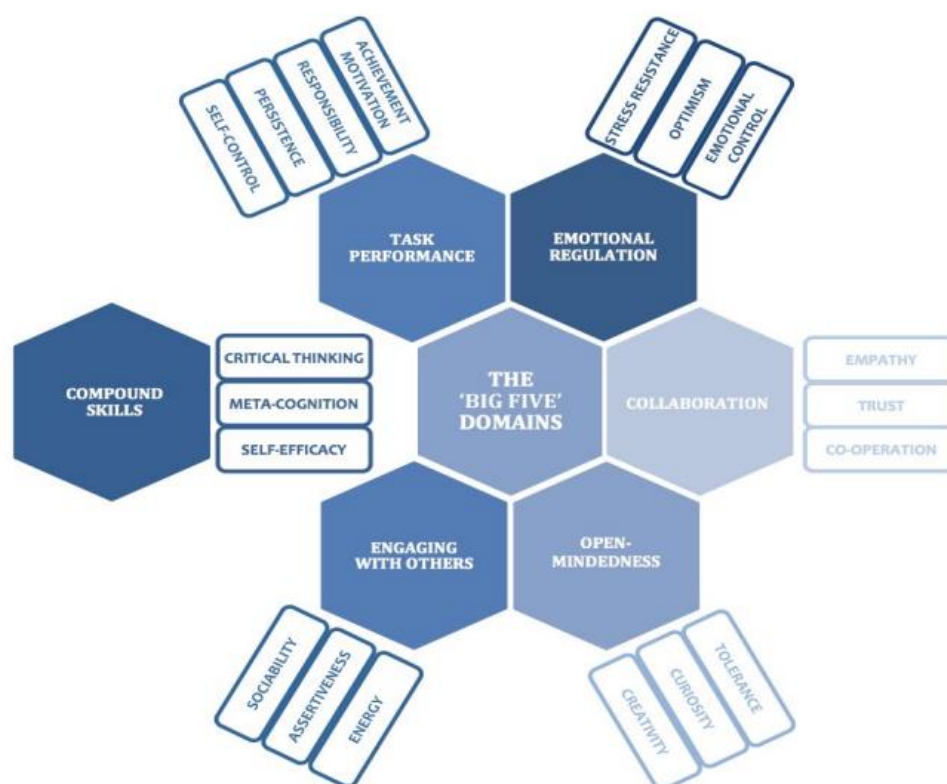 SELF-CONTROL
PERSISTENCE
RESPONSIBILITY
ACHIEVEMENT
MOTIVATION
STRESS RESISTANCE
OPTIMISM
EMOTIONAL
CONTROL
TASK
PERFORMANCE
EMOTIONAL
REGULATION
COMPOUND
SKILLS
CRITICAL THINKING
META-COGNITION
SELF-EFFICACY
THE
‘BIG FIVE’
DOMAINS
COLLABORATION
EMPATHY
TRUST
CO-OPERATION
ENGAGING
WITH OTHERS
OPEN-
MINDEDNESS
SOCIABILITY
ASSERTIVENESS
ENERGY
CREATIVITY
CURIOSITY
TOLERANCE